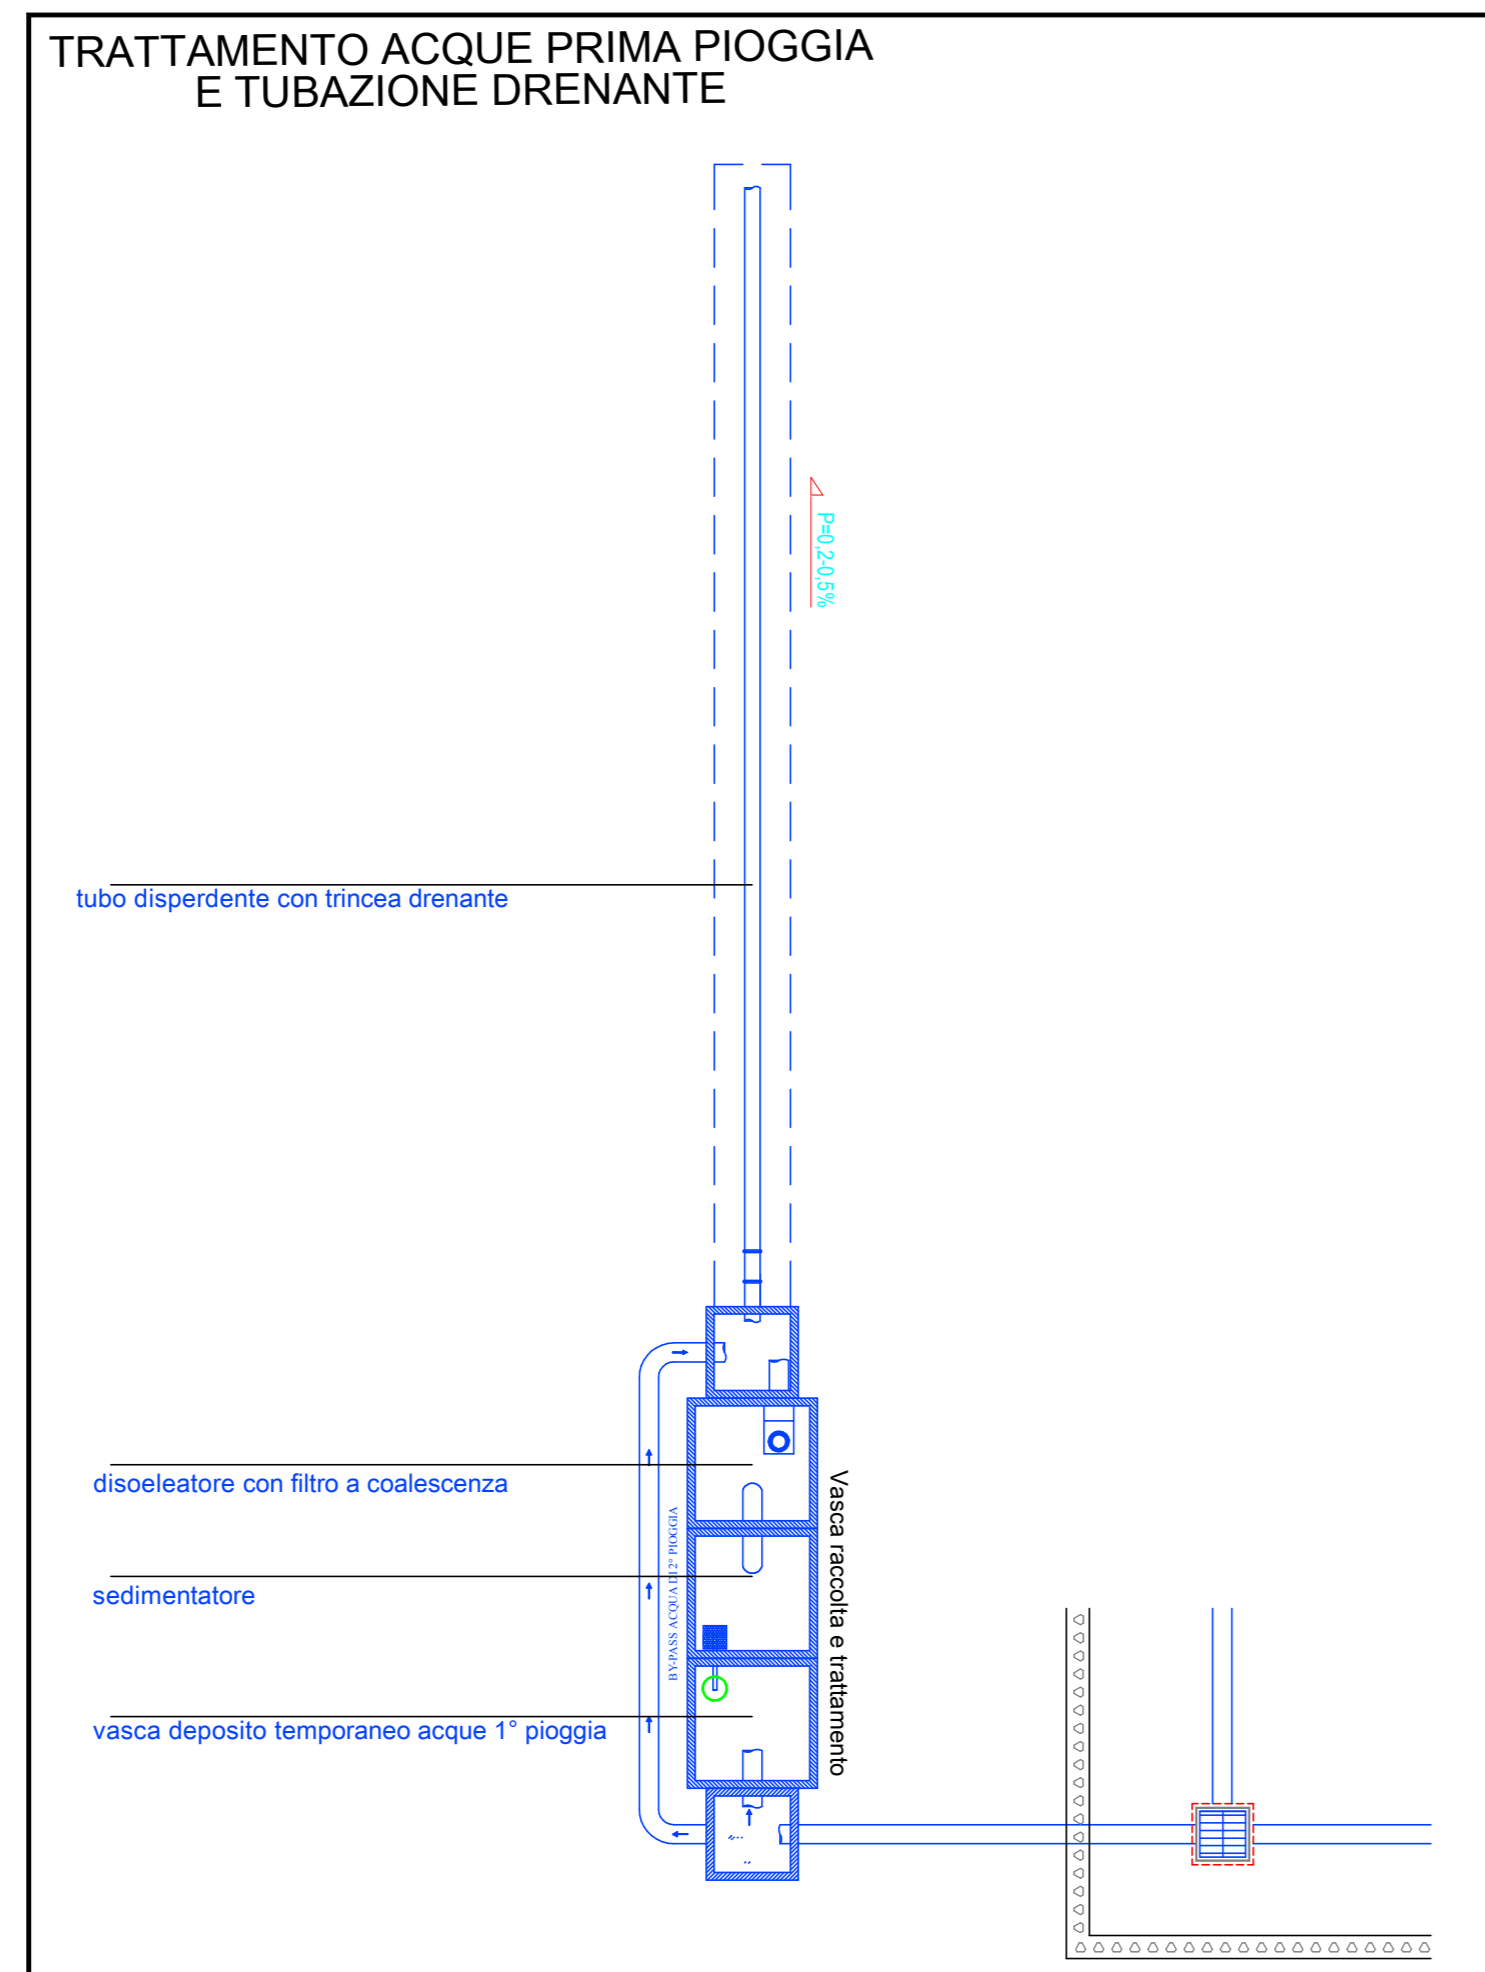 TRATTAMENTO ACQUE PRIMA PIOGGIA
E TUBAZIONE DRENANTE
P=0,2-0,5%
tubo disperdente con trincea drenante
disoeleatore con filtro a coalescenza
sedimentatore
vasca deposito temporaneo acque 1° pioggia
BY-PASS ACQUA DI 2° PIOGGIA
Vasca raccolta e trattamento